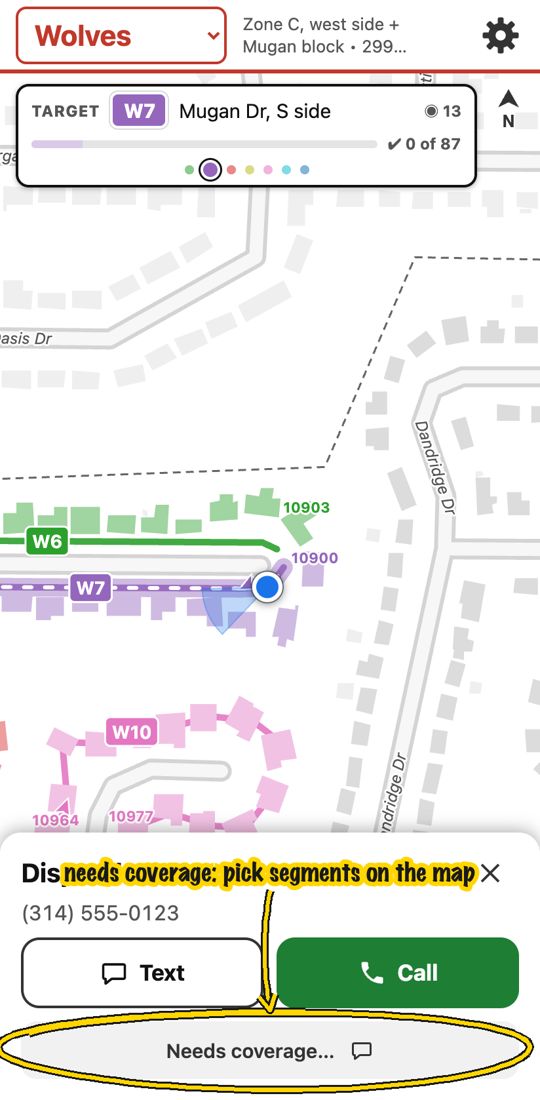 Wolves
Zone C, west side +
Mugan block • 299...
TARGET W7 Mugan Dr, S side 13
✔ 0 of 87
N
asis Dr
Dandridge Dr
10903
W6
10900
W7
W10
10964
10977
ndridge Dr
Dis
needs coverage: pick segments on the map
(314) 555-0123
Text
Call
Needs coverage...